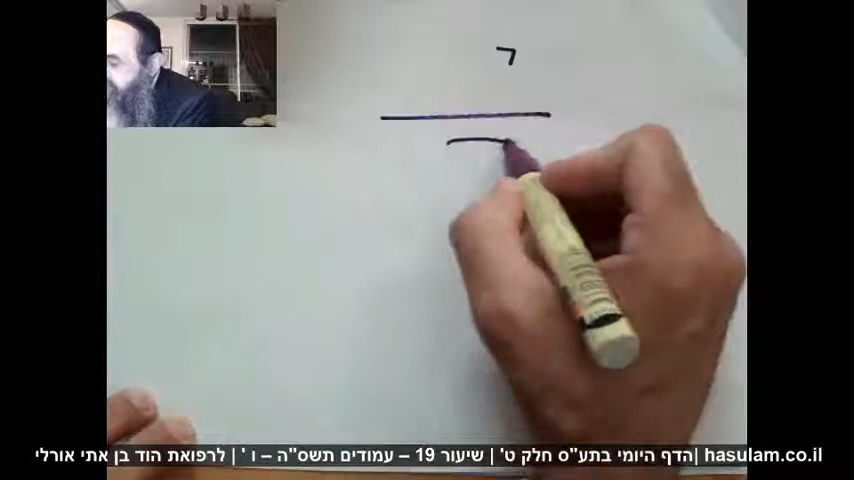 ד
hasulam.co.il | הדף היומי בתע"ס חלק ט' | שיעור 19 – עמודים תשס"ה – ו ' | לרפואת הוד בן אתי אורלי